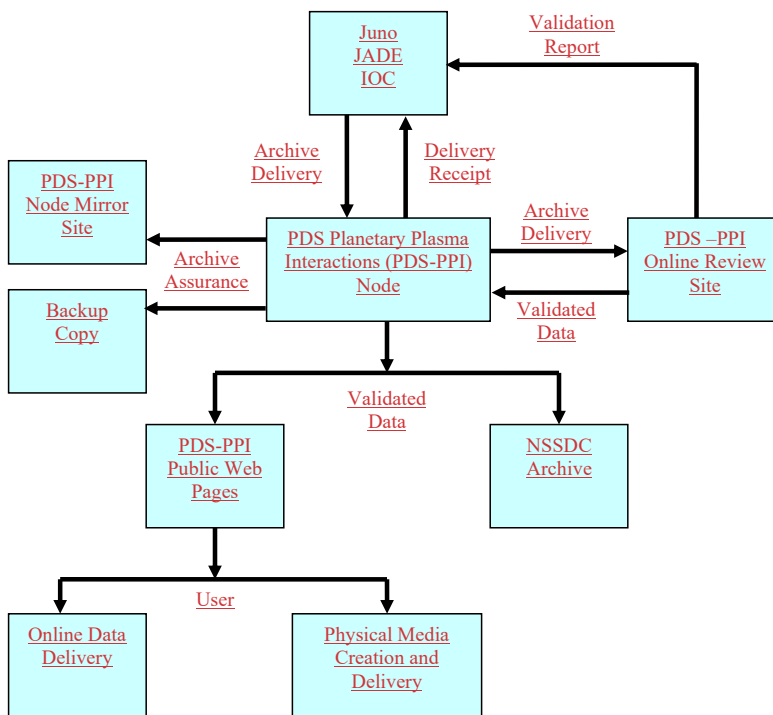 Juno
JADE
IOC
Validation
Report
Archive
Delivery
Delivery
Receipt
PDS-PPI
Node Mirror
Site
PDS Planetary Plasma
Interactions (PDS-PPI)
Node
Archive
Delivery
PDS –PPI
Online Review
Site
Archive
Assurance
Backup
Copy
Validated
Data
Validated
Data
PDS-PPI
Public Web
Pages
NSSDC
Archive
User
Online Data
Delivery
Physical Media
Creation and
Delivery